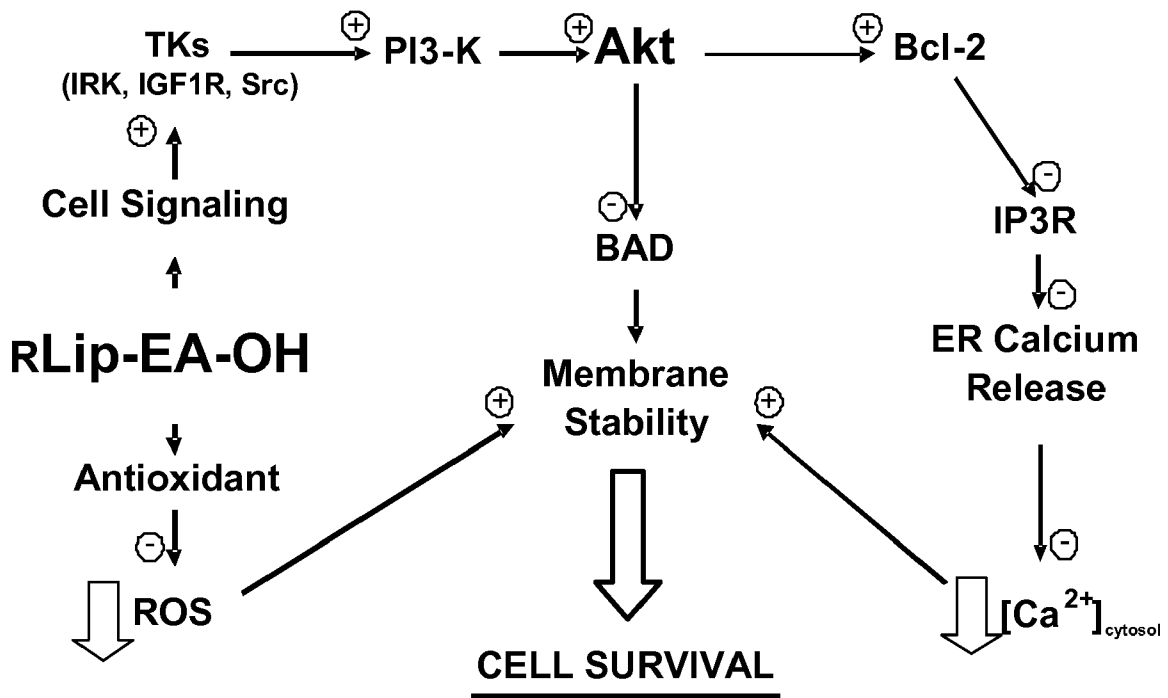 TKs
(IRK, IGF1R, Src)
+
PI3-K
+
Akt
+
Bcl-2
+
Cell Signaling
-
BAD
-
IP3R
-
ER Calcium
Release
RLip-EA-OH
Membrane
Stability
+
+
Antioxidant
-
ROS
-
[Ca2+]cytosol
CELL SURVIVAL